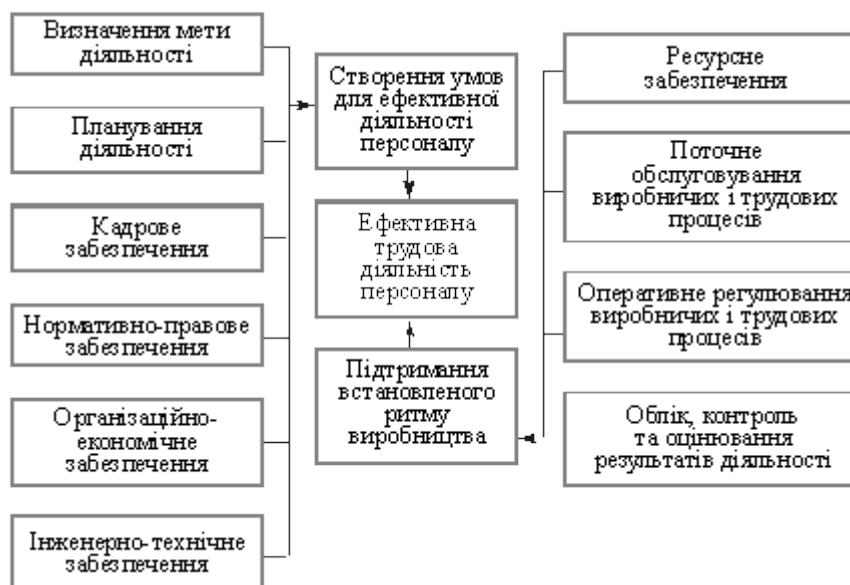 Визначення мети
діяльності
Планування
діяльності
Кадрове
забезпечення
Нормативно-правове
забезпечення
Організаційно-
економічне
забезпечення
Інженерно-технічне
забезпечення
Створення умов
для ефективної
діяльності
персоналу
Ефективна
трудова
діяльність
персоналу
Підтримання
встановленого
ритму
виробництва
Ресурсне
забезпечення
Поточне
обслуговування
виробничих і трудових
процесів
Оперативне регулювання
виробничих і трудових
процесів
Облік, контроль
та оцінювання
результатів діяльності